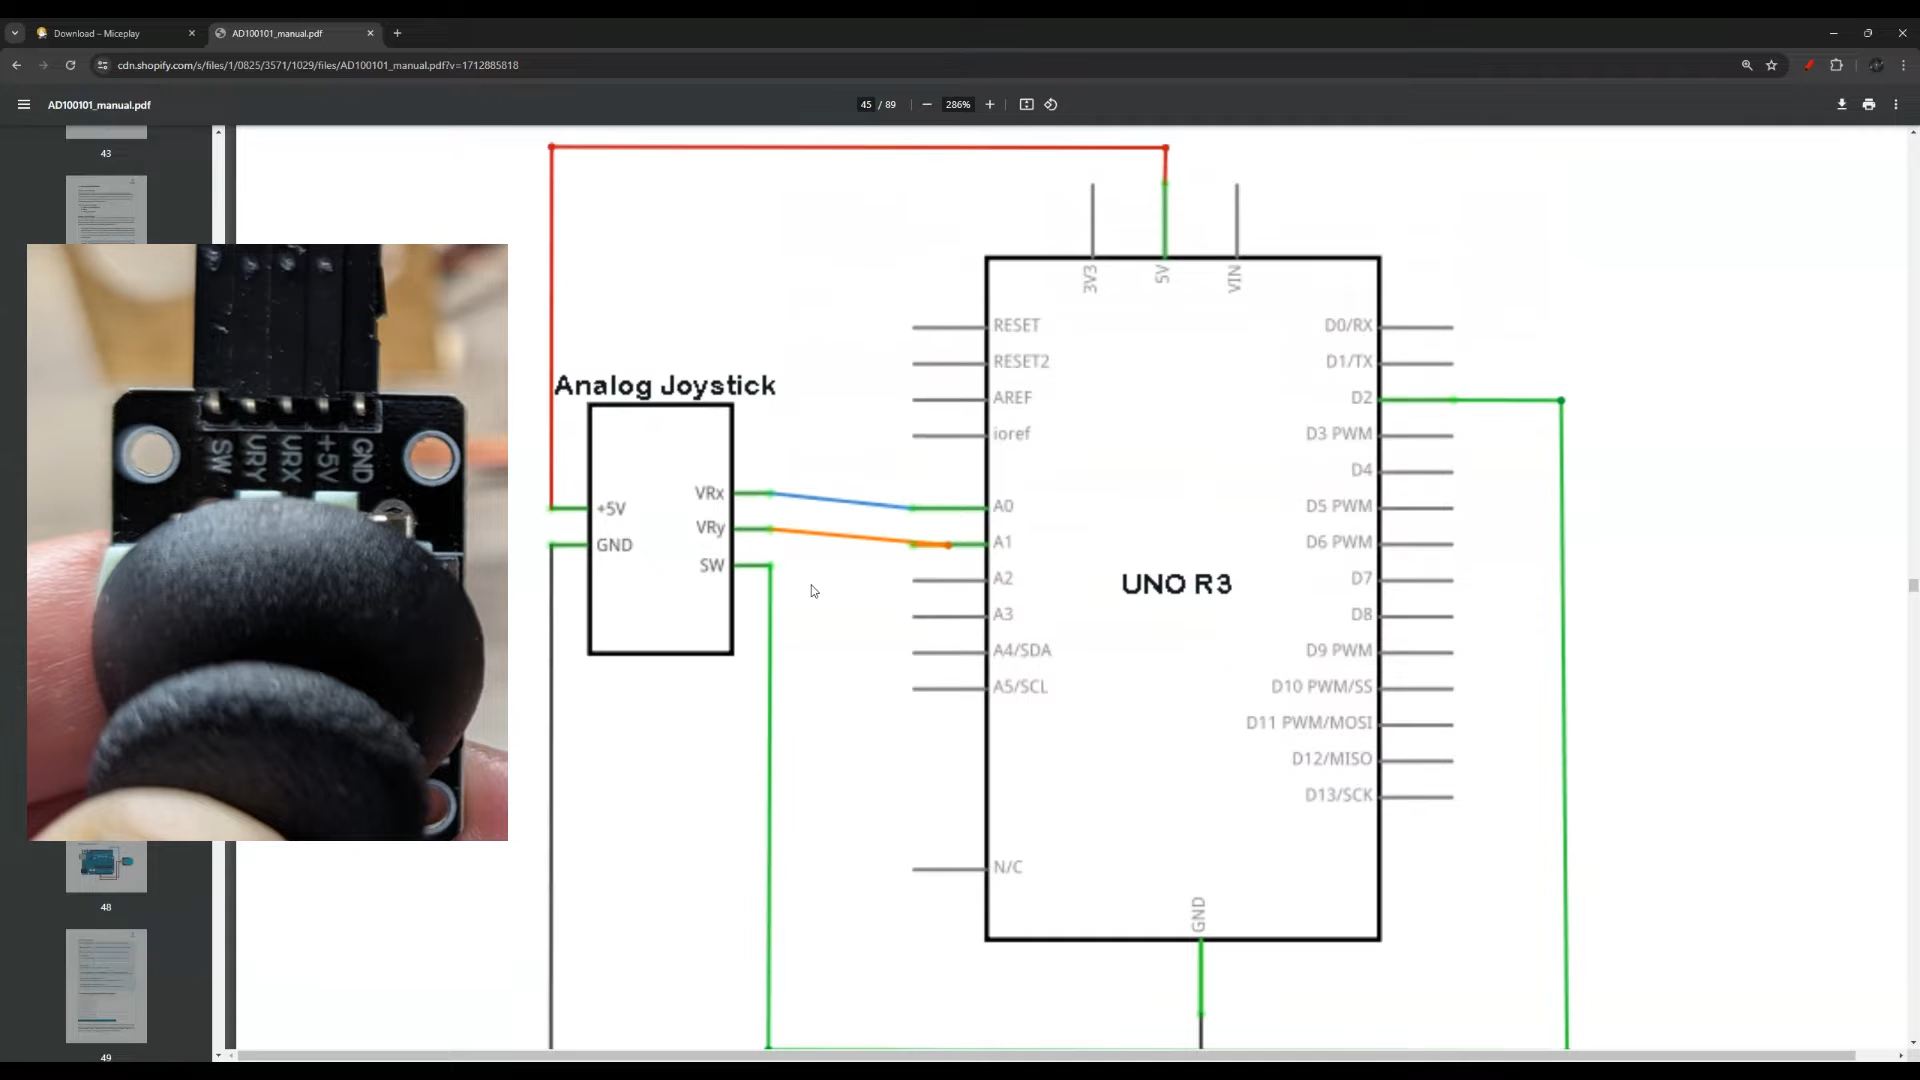 Download – Miceplay
AD100101_manual.pdf
cdn.shopify.com/s/files/1/0825/3571/1029/files/AD100101_manual.pdf?v=1712885818
AD100101_manual.pdf
45 / 89
286%
43
48
49
SW
VRY
VRX
+5V
GND
Analog Joystick
+5V
GND
VRx
VRy
SW
3V3
5V
VIN
RESET
RESET2
AREF
ioref
A0
A1
A2
A3
A4/SDA
A5/SCL
N/C
UNO R3
D0/RX
D1/TX
D2
D3 PWM
D4
D5 PWM
D6 PWM
D7
D8
D9 PWM
D10 PWM/SS
D11 PWM/MOSI
D12/MISO
D13/SCK
GND